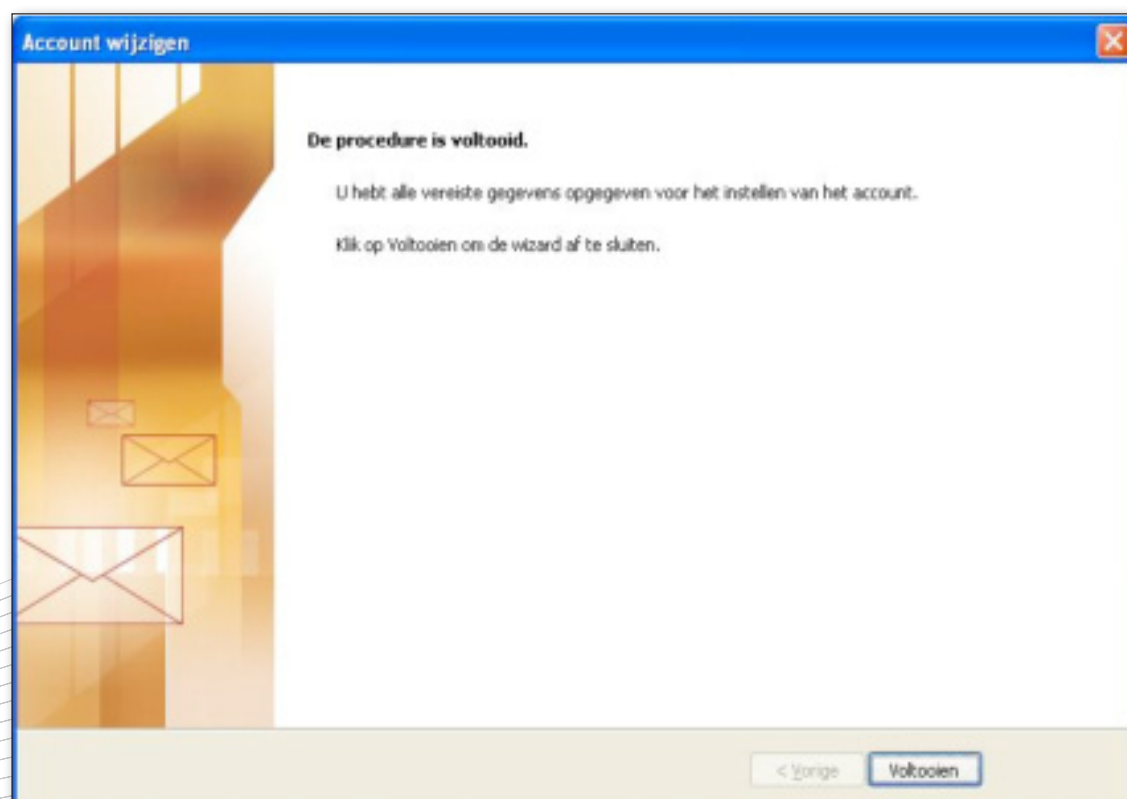 Account wijzigen
De procedure is voltooid.
U hebt alle vereiste gegevens opgegeven voor het instellen van het account.
Klik op Voltooien om de wizard af te sluiten.
< Vorige
Voltooien